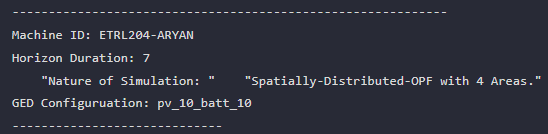 ------------------------------------------------------------
Machine ID: ETRL204-ARYAN
Horizon Duration: 7
    "Nature of Simulation: "    "Spatially-Distributed-OPF with 4 Areas."
GED Configuruation: pv_10_batt_10
-----------------------------